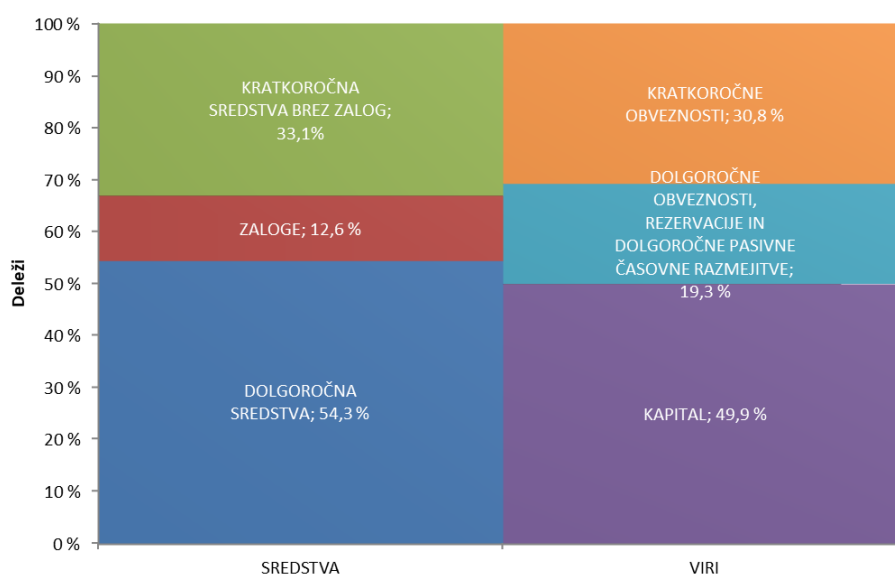 100 %
90 %
80 %
70 %
60 %
50 %
40 %
30 %
20 %
10 %
0 %
Deleži
KRATKOROČNA
SREDSTVA BREZ ZALOG;
33,1%
ZALOGE; 12,6 %
DOLGOROČNA
SREDSTVA; 54,3 %
KRATKOROČNE
OBVEZNOSTI; 30,8 %
DOLGOROČNE
OBVEZNOSTI,
REZERVACIJE IN
DOLGOROČNE PASIVNE
ČASOVNE RAZMEJITVE;
19,3 %
KAPITAL; 49,9 %
SREDSTVA
VIRI